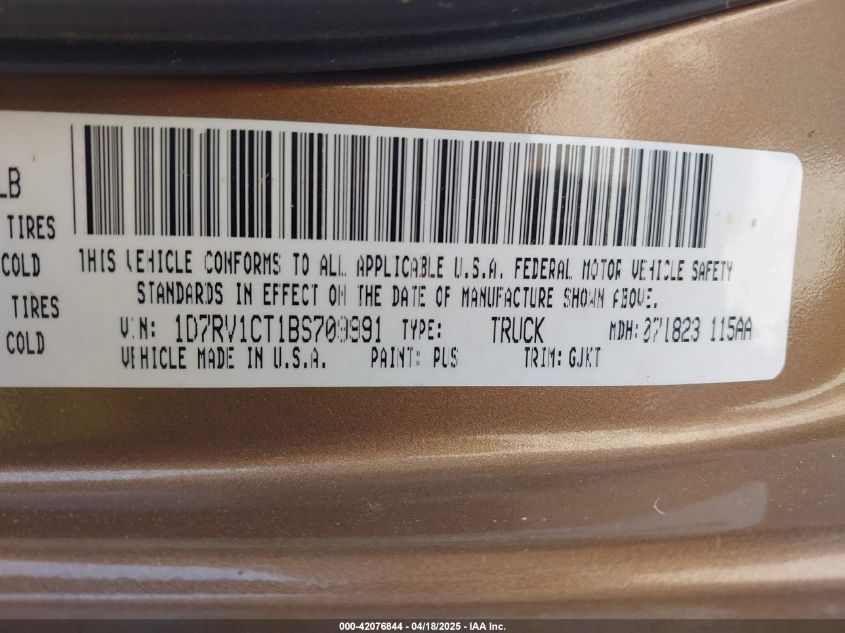 LB
TIRES
COLD
TIRES
COLD
THIS VEHICLE CONFORMS TO ALL APPLICABLE U.S.A. FEDERAL MOTOR VEHICLE SAFETY
STANDARDS IN EFFECT ON THE DATE OF MANUFACTURE SHOWN ABOVE.
VIN: 1D7RV1CT1BS709991 TYPE: TRUCK MDH: 071823 115AA
VEHICLE MADE IN U.S.A. PAINT: PLS TRIM: GJKT
000-42076844 / 04/18/2025 - IAA Inc.